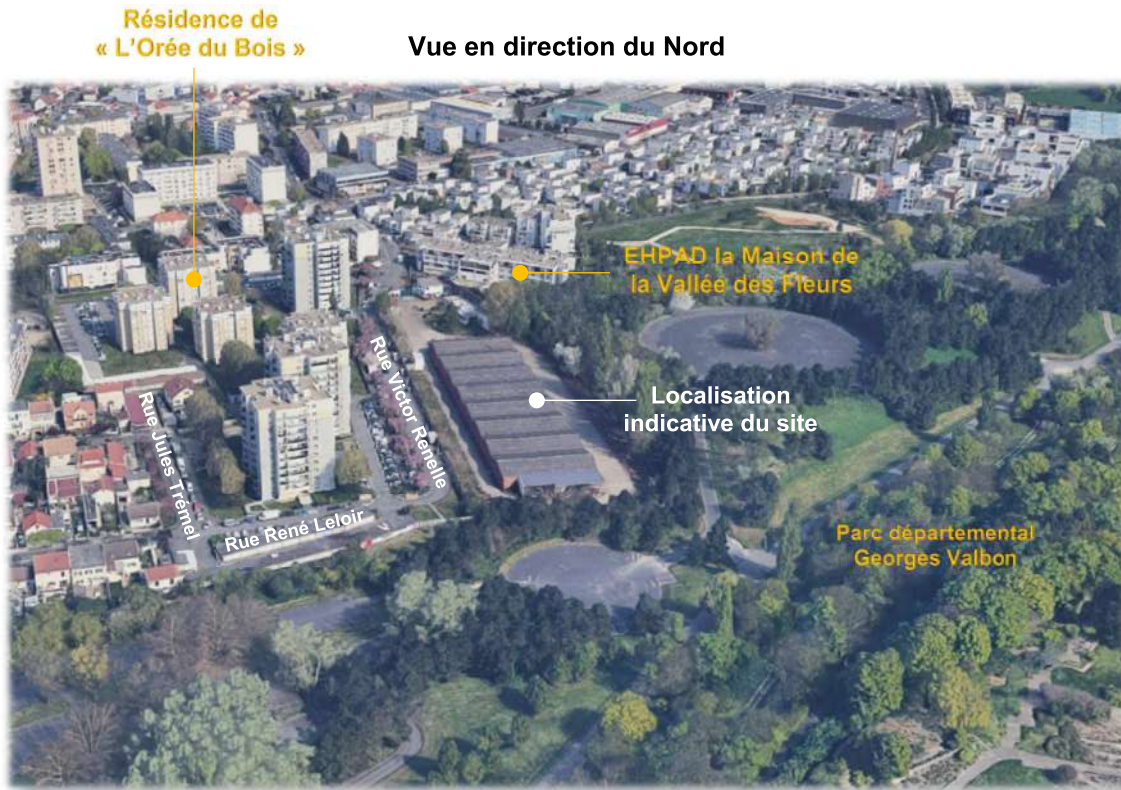 Résidence de
« L'Orée du Bois »
Vue en direction du Nord
EHPAD la Maison de
la Vallée des Fleurs
Rue Victor Renelle
Localisation
indicative du site
Rue Jules Trémel
Rue René Leloir
Parc départemental
Georges Valbon